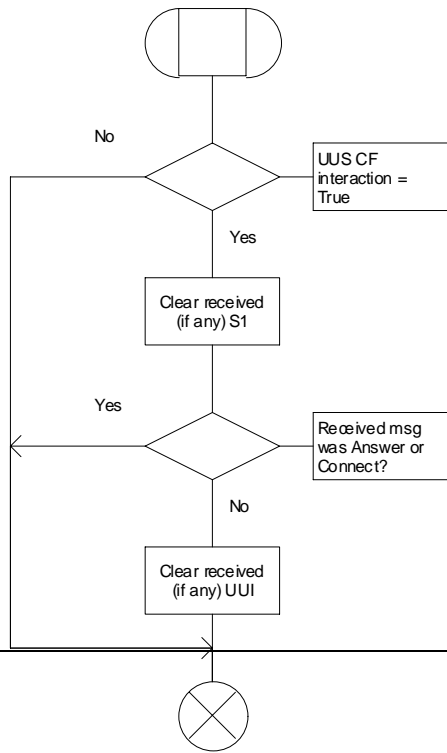 No
UUS CF
interaction =
True
Yes
Clear received
(if any) S1
Yes
Received msg
was Answer or
Connect?
No
Clear received
(if any) UUI